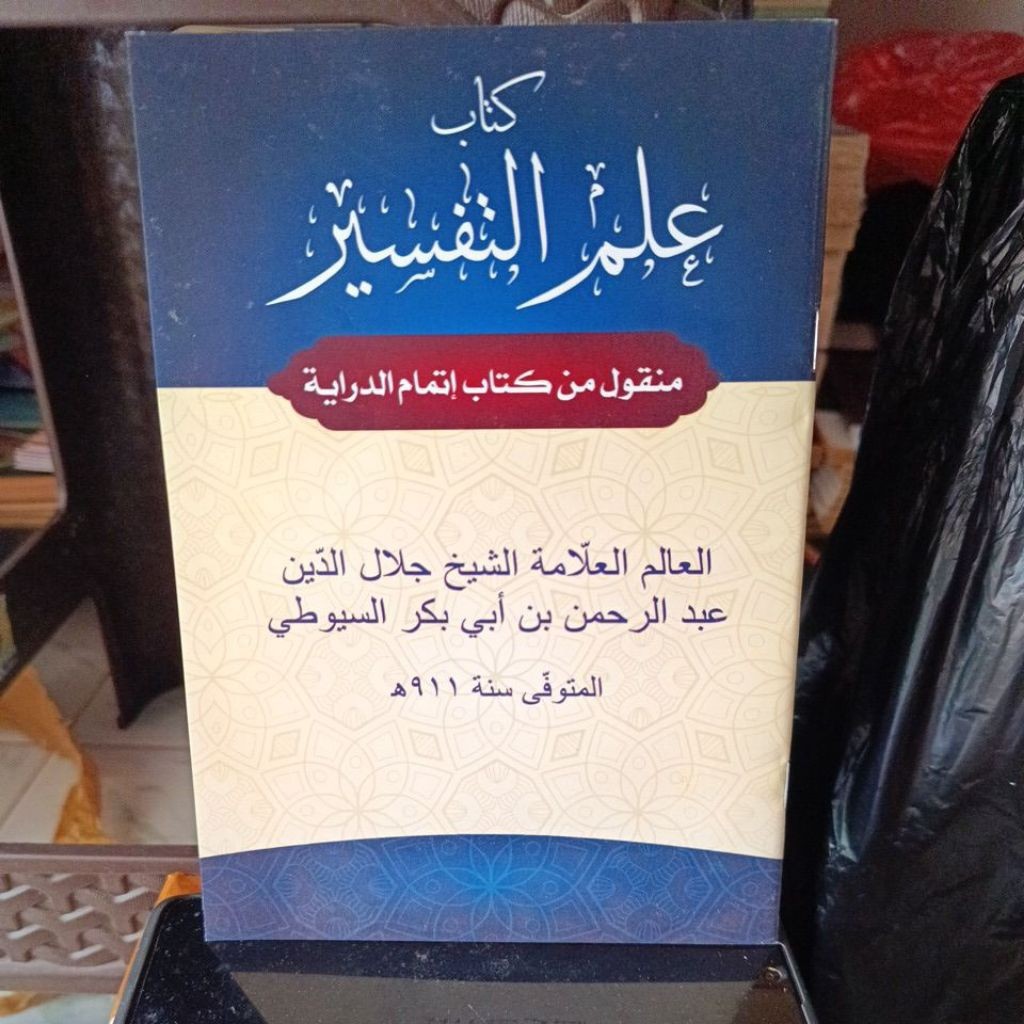 كتاب
علم التفسير
منقول من كتاب إتمام الدراية
العالم العلّامة الشيخ جلال الدّين
عبد الرحمن بن أبي بكر السيوطي
المتوفّى سنة ٩١١ه